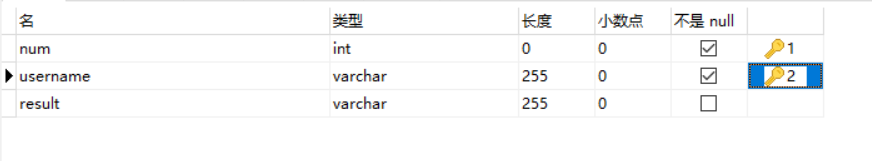 名 类型 长度 小数点 不是 null
num int 0 0 1
username varchar 255 0 2
result varchar 255 0